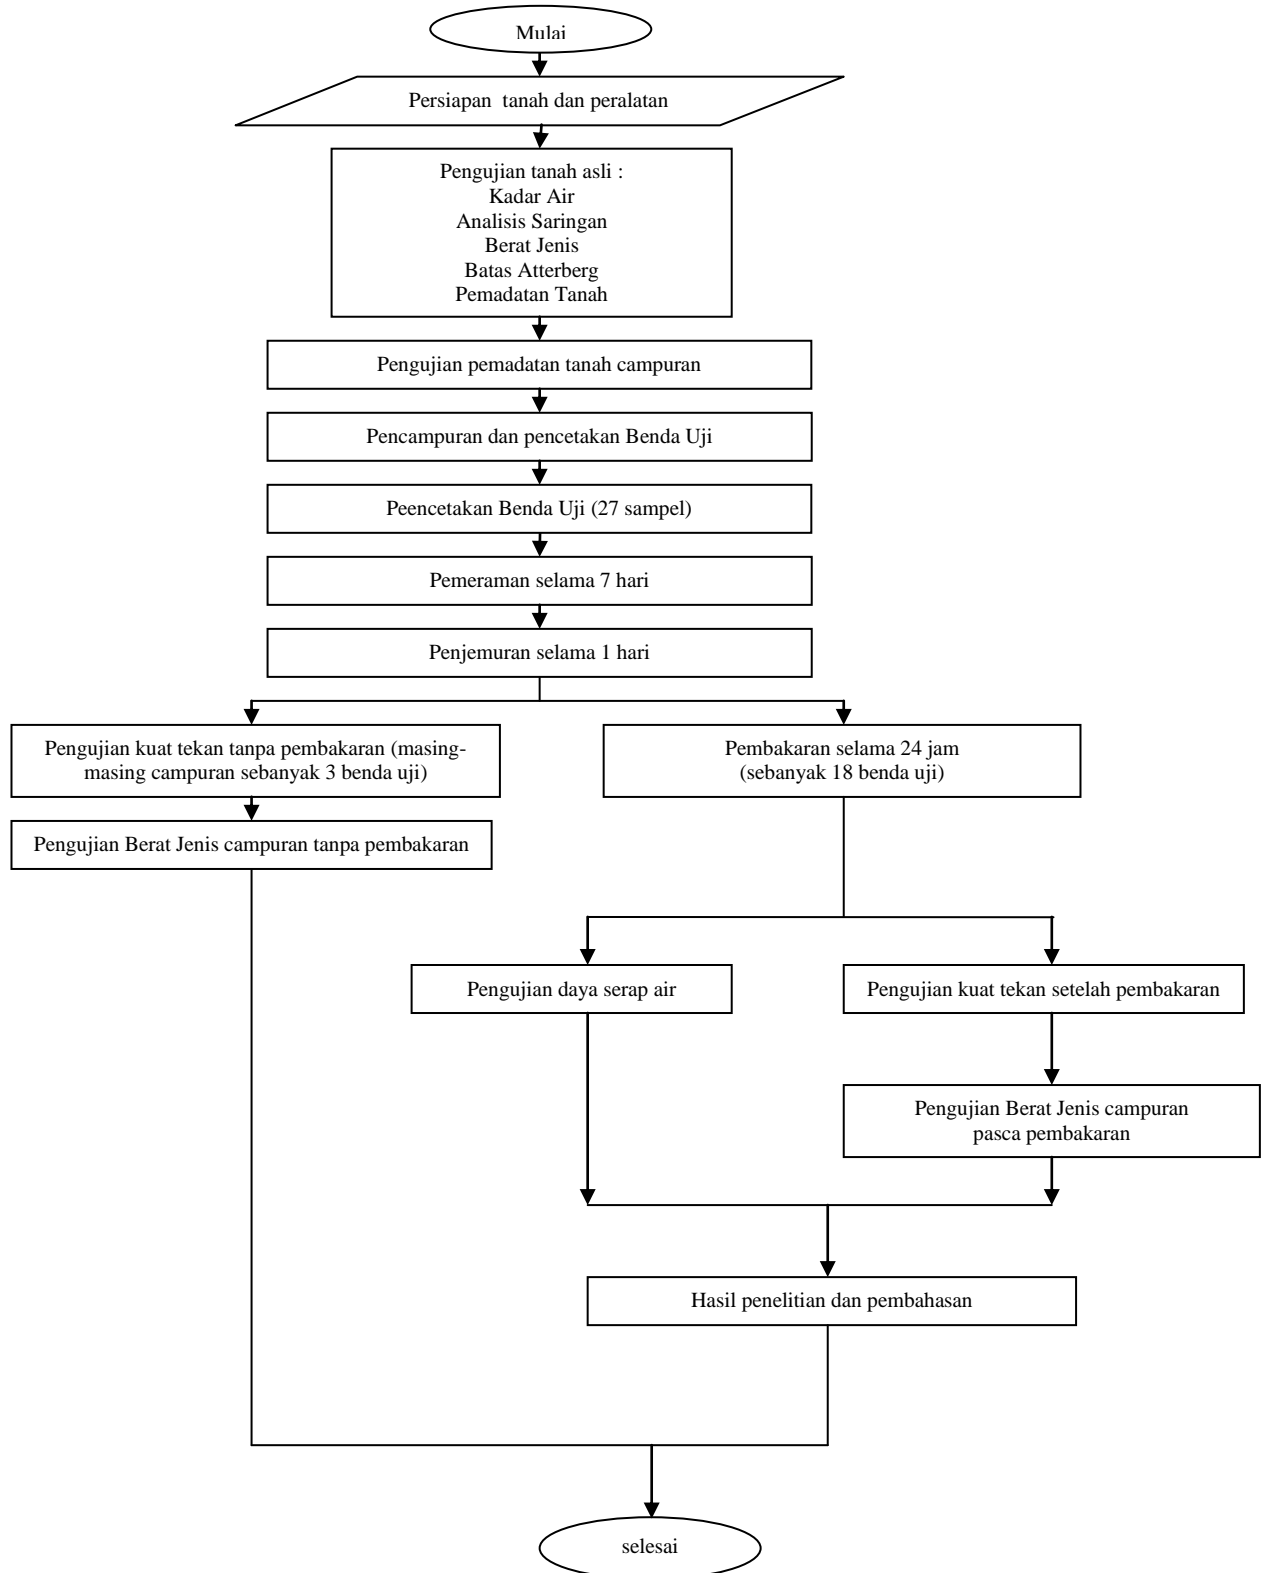 Mulai
Persiapan tanah dan peralatan
Pengujian tanah asli :
Kadar Air
Analisis Saringan
Berat Jenis
Batas Atterberg
Pemadatan Tanah
Pengujian pemadatan tanah campuran
Pencampuran dan pencetakan Benda Uji
Peencetakan Benda Uji (27 sampel)
Pemeraman selama 7 hari
Penjemuran selama 1 hari
Pengujian kuat tekan tanpa pembakaran (masing-
masing campuran sebanyak 3 benda uji)
Pembakaran selama 24 jam
(sebanyak 18 benda uji)
Pengujian Berat Jenis campuran tanpa pembakaran
Pengujian daya serap air
Pengujian kuat tekan setelah pembakaran
Pengujian Berat Jenis campuran
pasca pembakaran
Hasil penelitian dan pembahasan
selesai